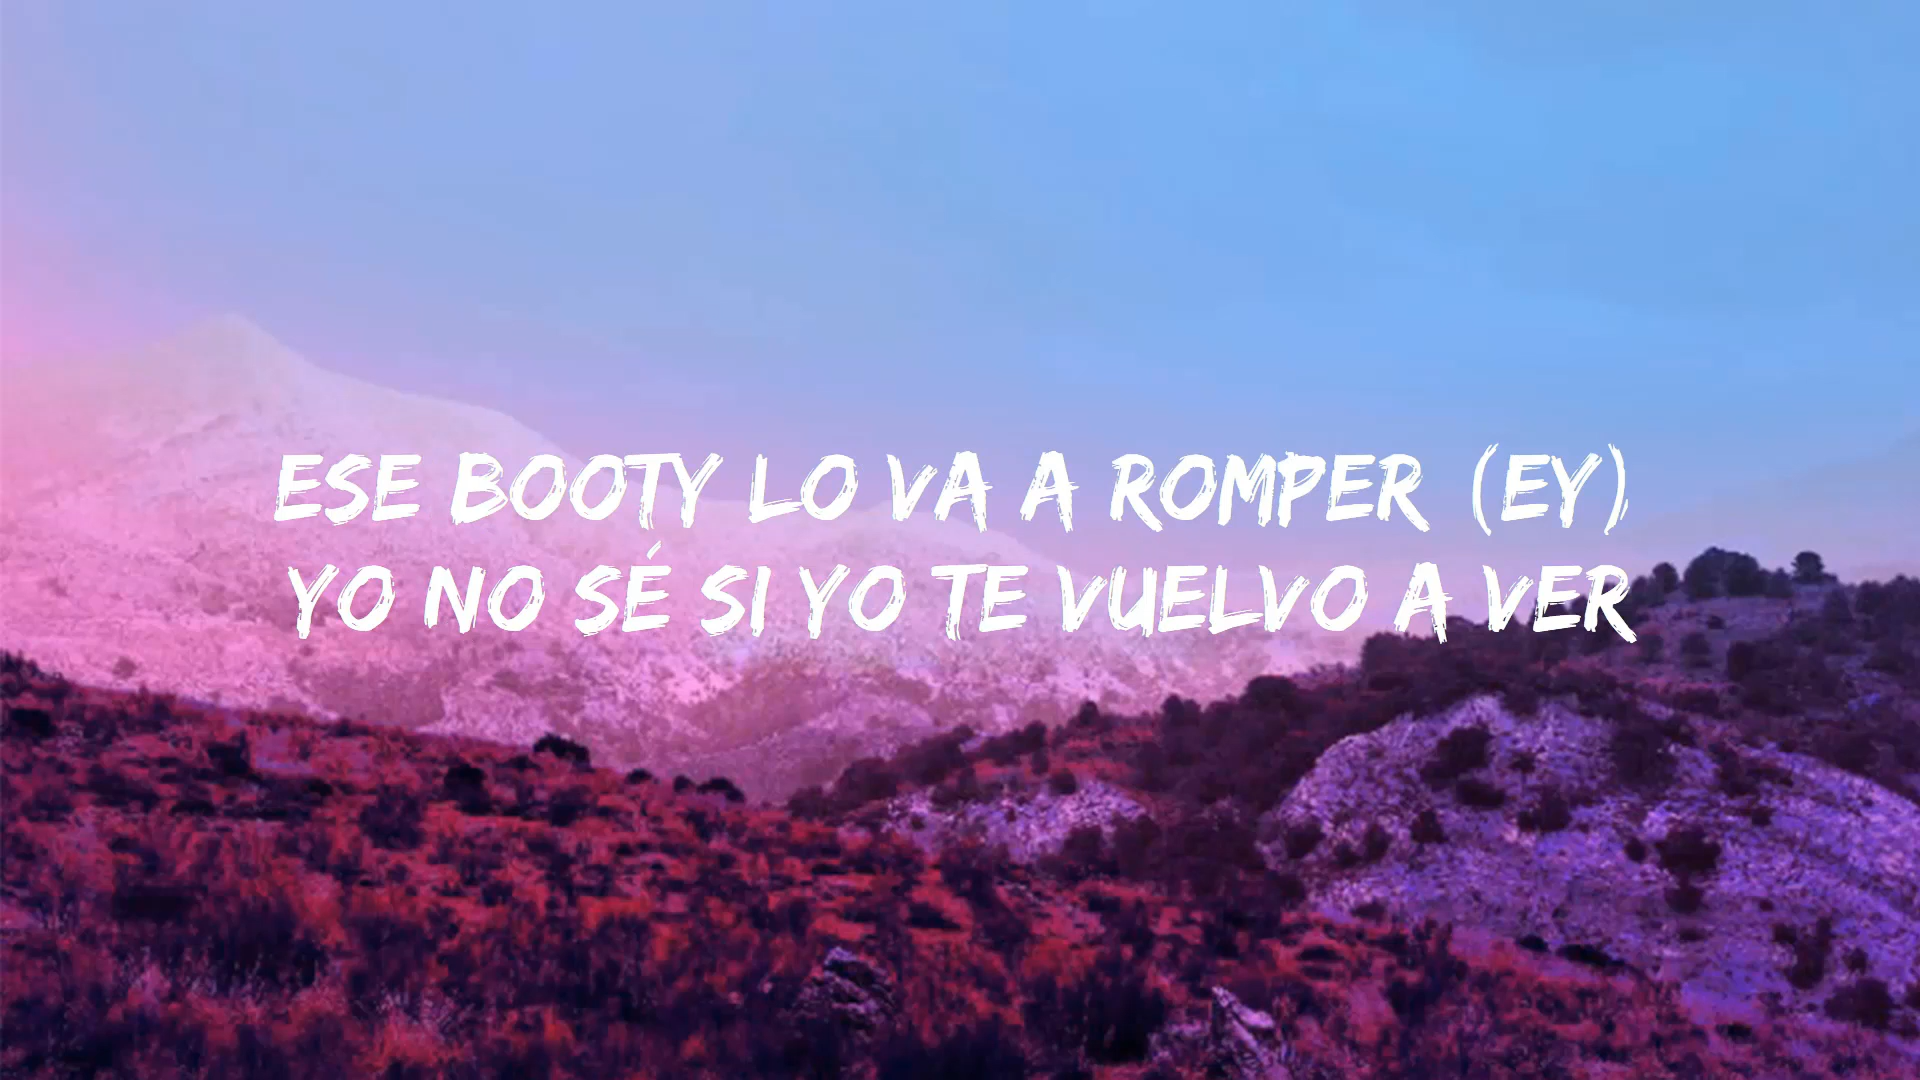 ESE BOOTY LO VA A ROMPER (EY)
YO NO SÉ SI YO TE VUELVO A VER